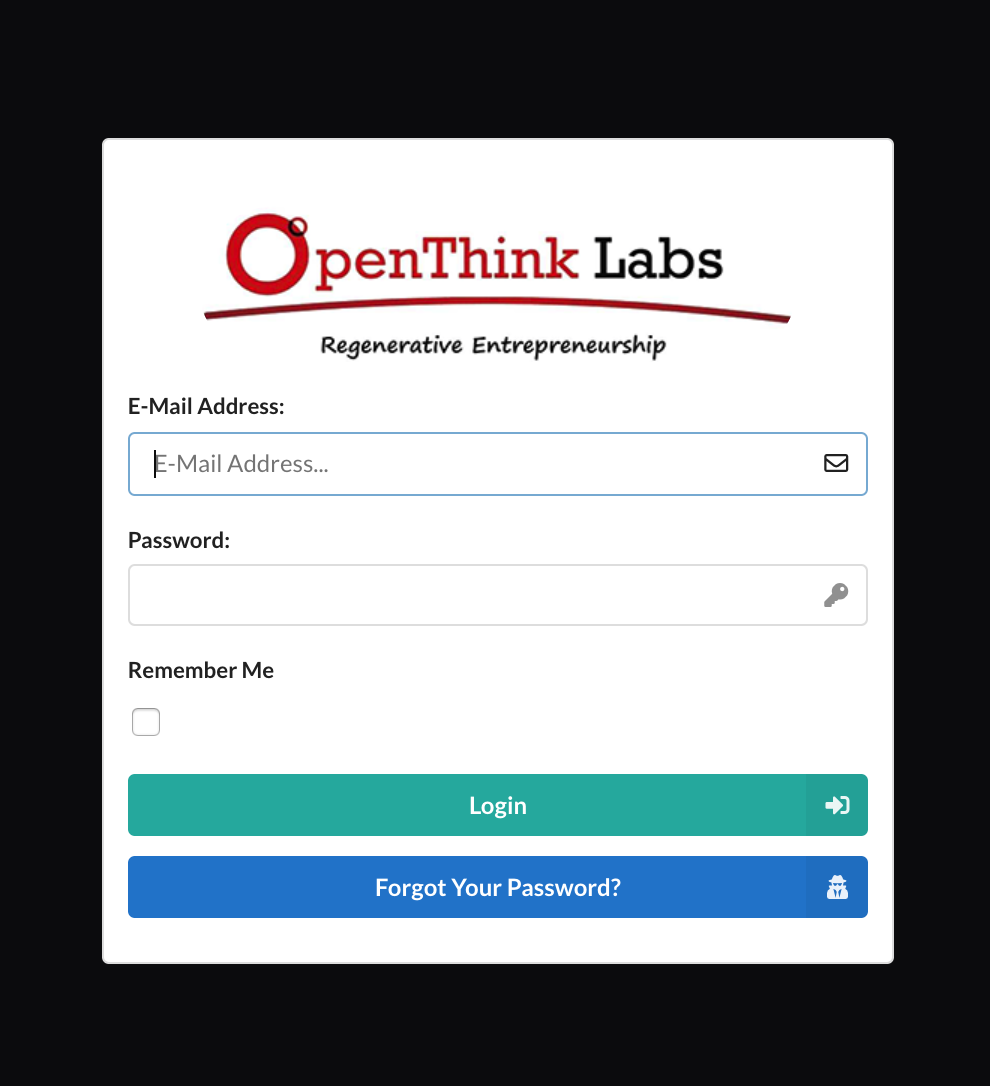 OpenThink Labs
Regenerative Entrepreneurship
E-Mail Address:
E-Mail Address...
Password:
Remember Me
Login
Forgot Your Password?